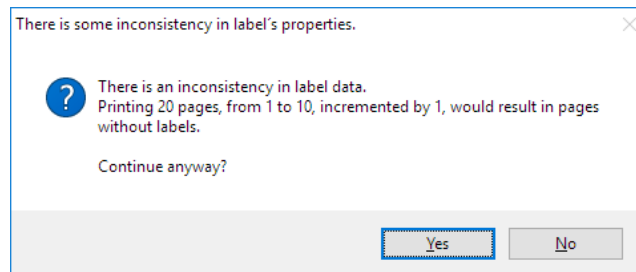 There is some inconsistency in label´s properties.
?
There is an inconsistency in label data.
Printing 20 pages, from 1 to 10, incremented by 1, would result in pages
without labels.
Continue anyway?
Yes
No